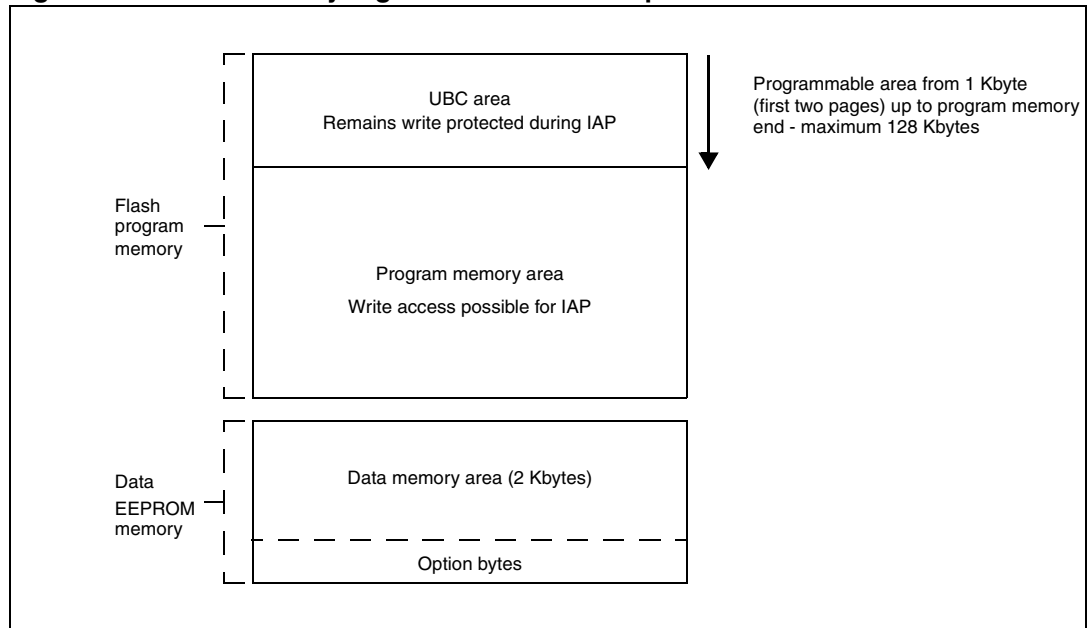 UBC area
Remains write protected during IAP
Programmable area from 1 Kbyte
(first two pages) up to program memory
end - maximum 128 Kbytes
Flash
program
memory
Program memory area
Write access possible for IAP
Data
EEPROM
memory
Data memory area (2 Kbytes)
Option bytes